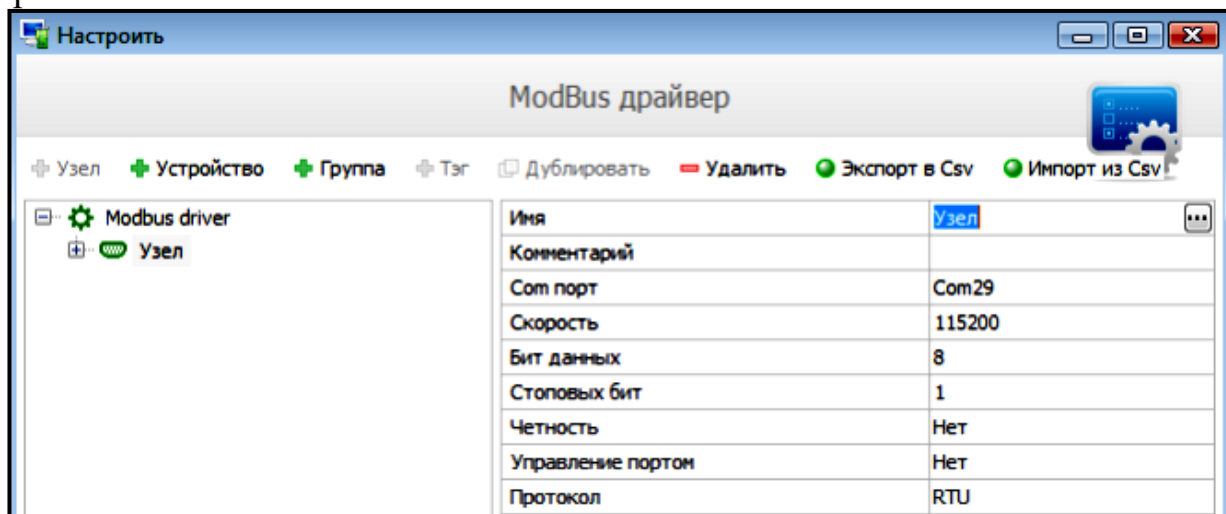 Настроить
ModBus драйвер
Узел Устройство Группа Тэг Дублировать Удалить Экспорт в Csv Импорт из Csv
Modbus driver
Узел
Имя Узел ...
Комментарий
Com порт Com29
Скорость 115200
Бит данных 8
Стоповых бит 1
Четность Нет
Управление портом Нет
Протокол RTU